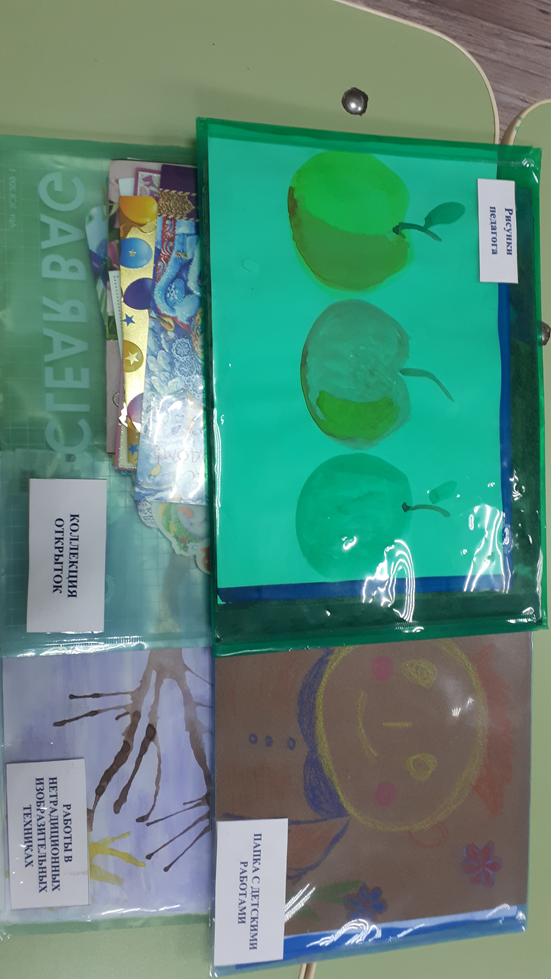 Рисунки
педагога
CLEAR BAG
КОЛЛЕКЦИЯ
ОТКРЫТОК
РАБОТЫ В
НЕТРАДИЦИОННЫХ
ИЗОБРАЗИТЕЛЬНЫХ
ТЕХНИКАХ
ПАПКА С ДЕТСКИМИ
РАБОТАМИ